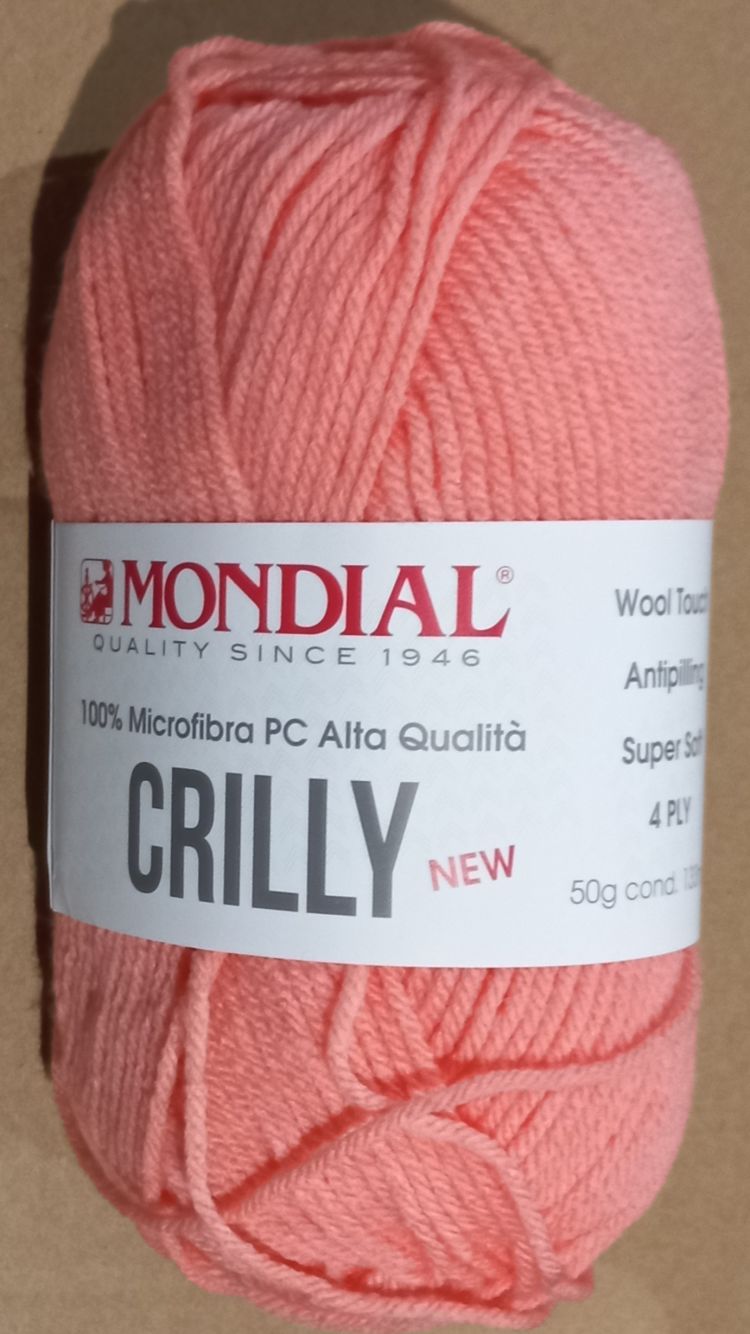 MONDIAL®
QUALITY SINCE 1946
100% Microfibra PC Alta Qualità
CRILLY
NEW
Wool Touch
Antipilling
Super Soft
4 PLY
50g cond.